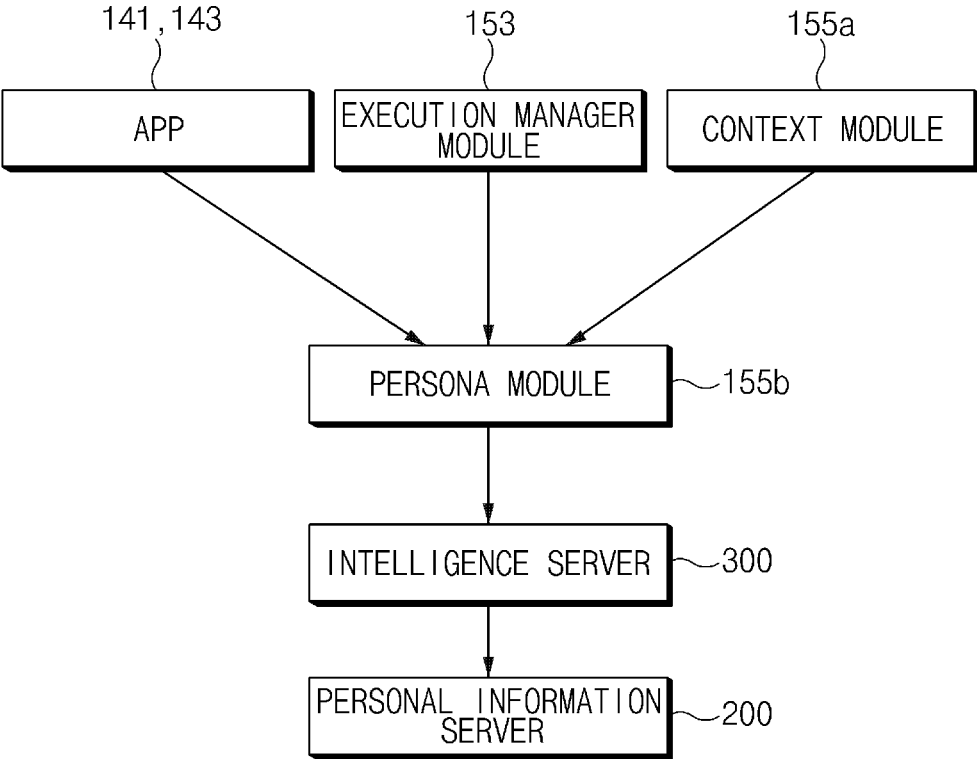 141, 143
153
155a
APP
EXECUTION MANAGER
MODULE
CONTEXT MODULE
PERSONA MODULE
155b
INTELLIGENCE SERVER
300
PERSONAL INFORMATION
SERVER
200